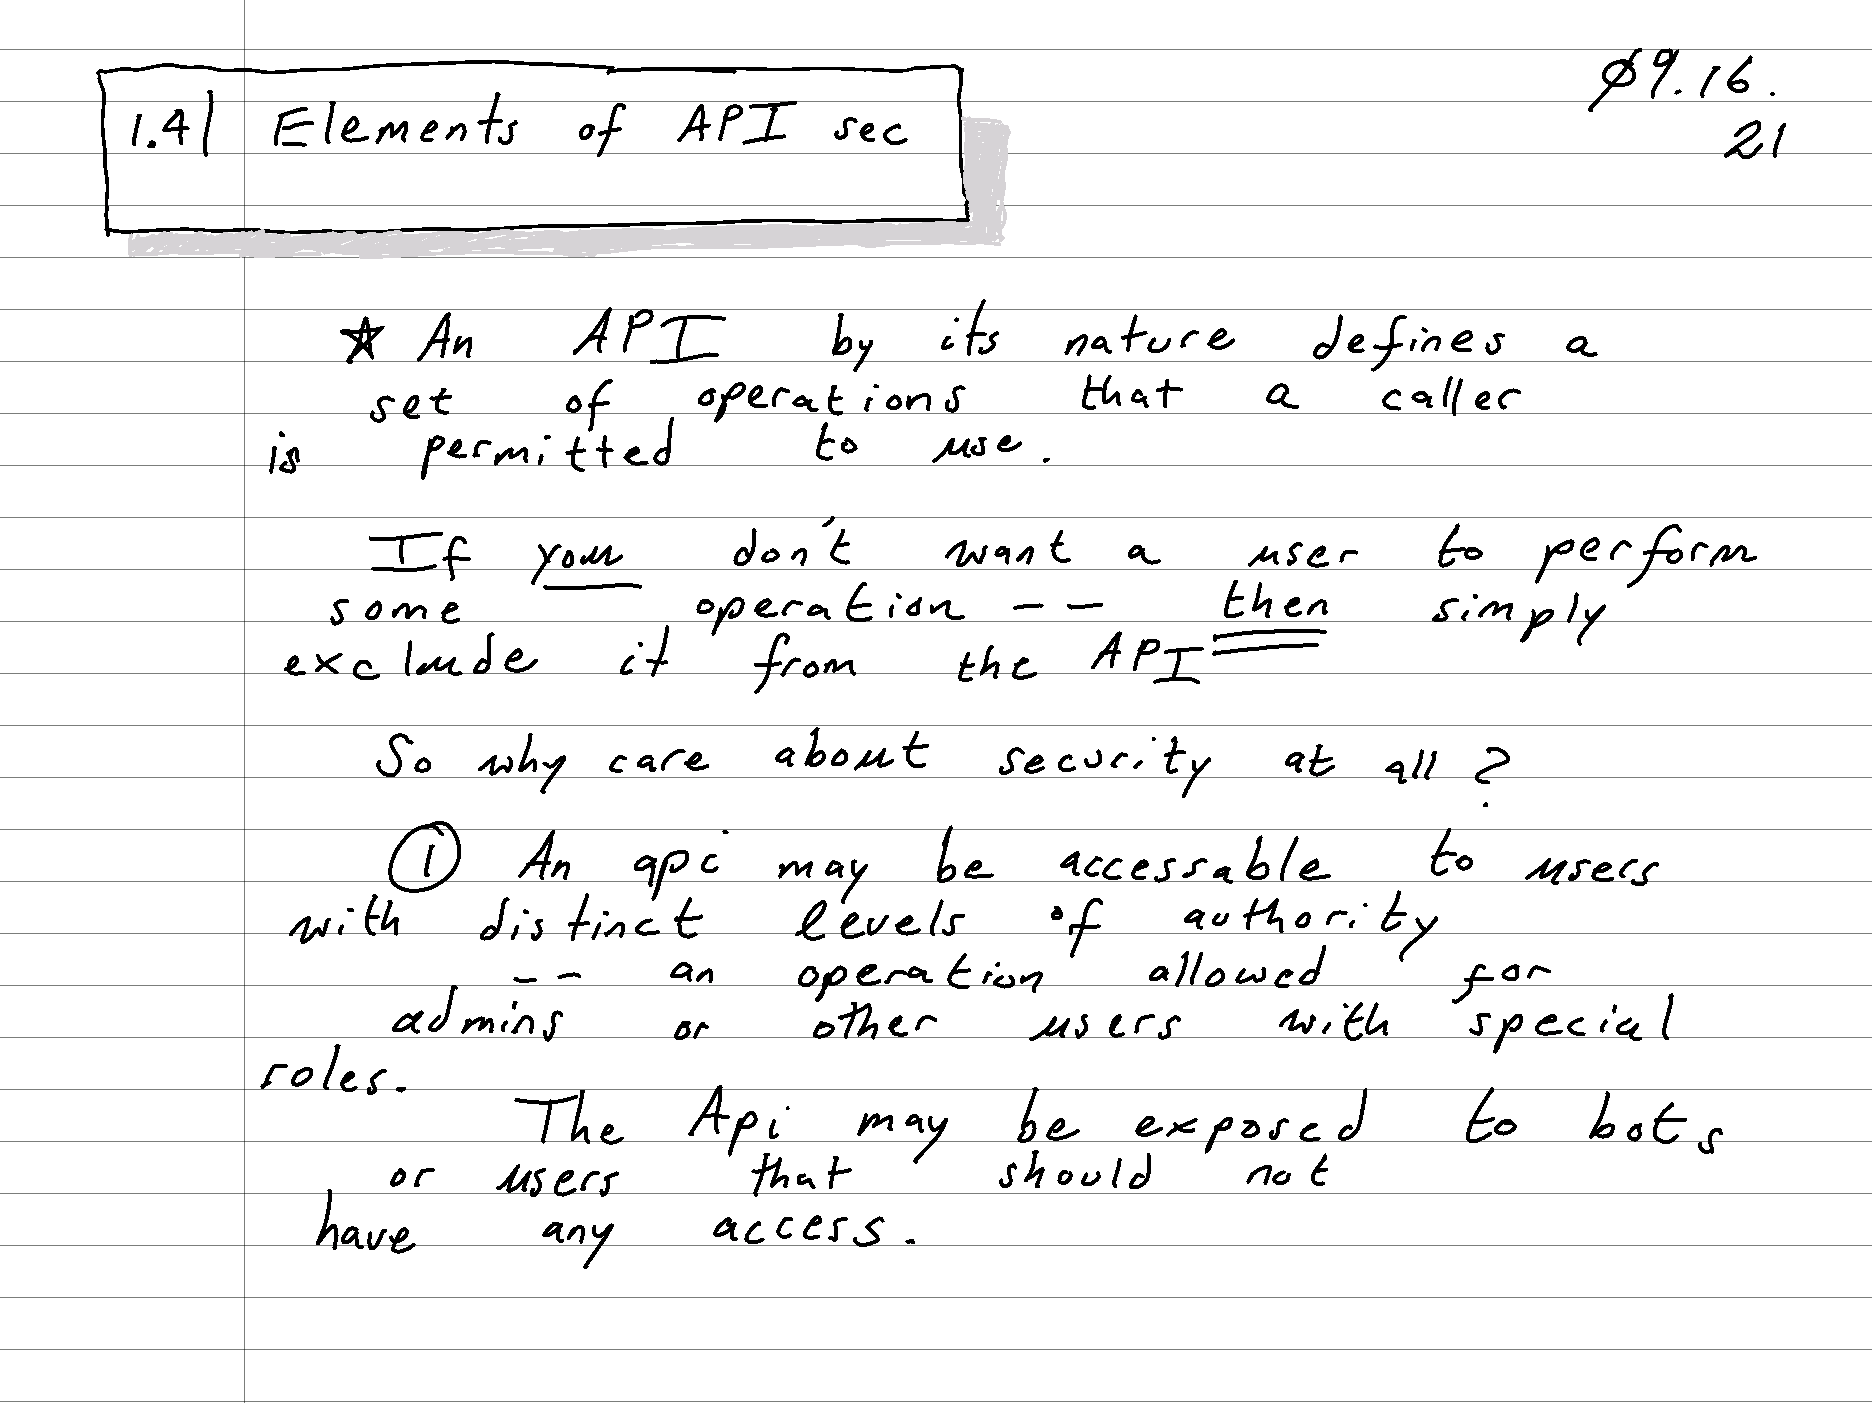 1.4| Elements of API sec
Ø9.16.
21
☆ An API by its nature defines a
set of operations that a caller
is permitted to use.
If you don't want a user to perform
some operation -- then simply
exclude it from the API
So why care about security at all ?
① An api may be accessable to users
with distinct levels of authority
-- an operation allowed for
admins or other users with special
roles.
The Api may be exposed to bots
or users that should not
have any access.